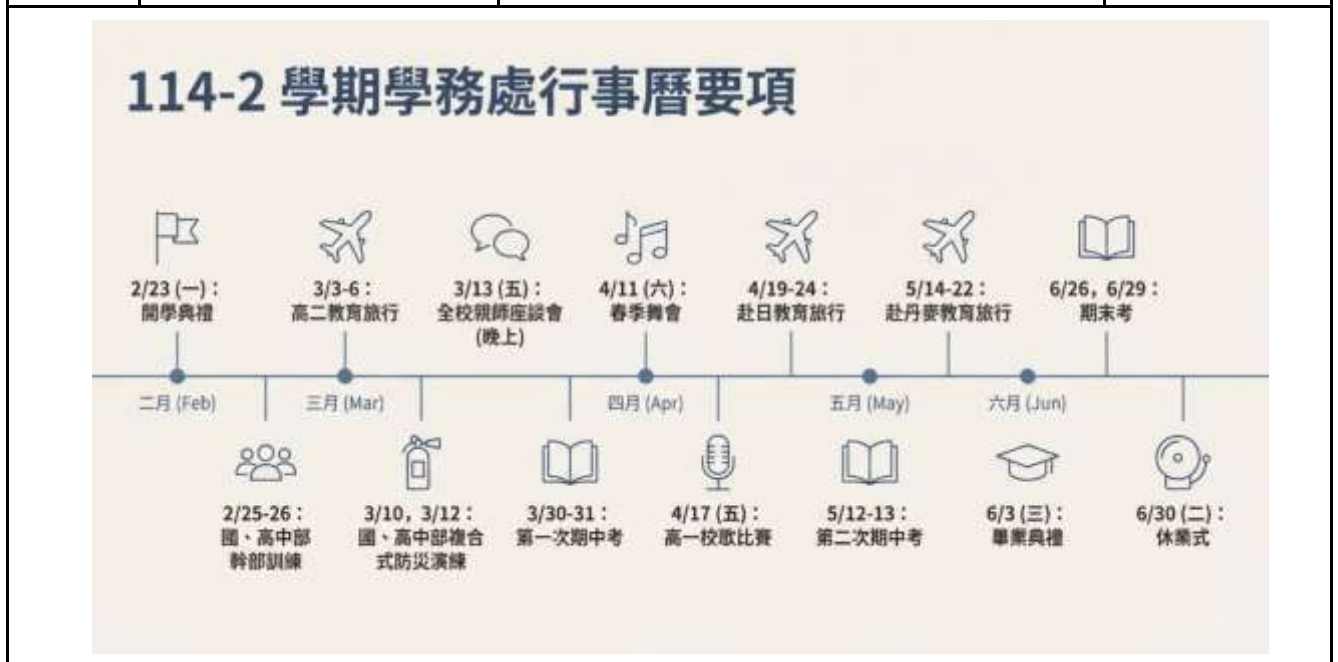 114-2 學期學務處行事曆要項
2/23 (一)：
開學典禮
3/3-6：
高二教育旅行
3/13 (五)：
全校親師座談會
(晚上)
4/11 (六)：
春季舞會
4/19-24：
赴日教育旅行
5/14-22：
赴丹麥教育旅行
6/26, 6/29：
期末考
二月 (Feb)
三月 (Mar)
四月 (Apr)
五月 (May)
六月 (Jun)
2/25-26：
國、高中部
幹部訓練
3/10, 3/12：
國、高中部複合
式防災演練
3/30-31：
第一次期中考
4/17 (五)：
高一校歌比賽
5/12-13：
第二次期中考
6/3 (三)：
畢業典禮
6/30 (二)：
休業式